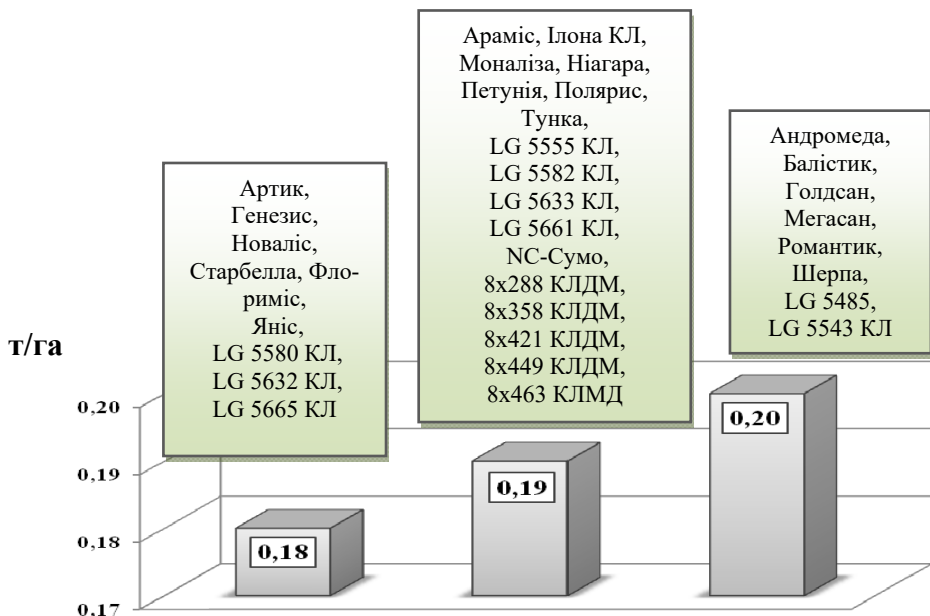 Артик,
Генезис,
Новаліс,
Старбелла, Фло-
риміс,
Яніс,
LG 5580 КЛ,
LG 5632 КЛ,
LG 5665 КЛ
Араміс, Ілона КЛ,
Моналіза, Ніагара,
Петунія, Полярис,
Тунка,
LG 5555 КЛ,
LG 5582 КЛ,
LG 5633 КЛ,
LG 5661 КЛ,
NC-Сумо,
8х288 КЛДМ,
8х358 КЛДМ,
8х421 КЛДМ,
8х449 КЛДМ,
8х463 КЛМД
Андромеда,
Балістик,
Голдсан,
Мегасан,
Романтик,
Шерпа,
LG 5485,
LG 5543 КЛ
т/га
0,20
0,19
0,18
0,17
0,18
0,19
0,20